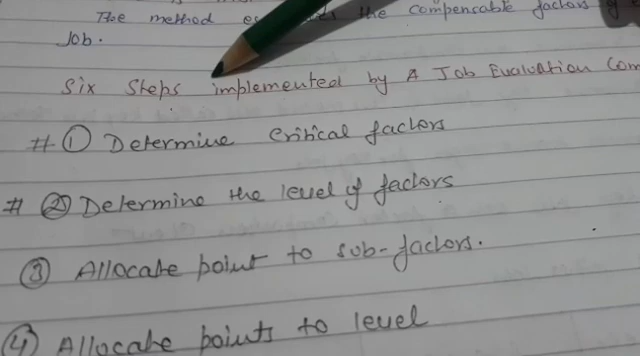 The method the compensable factors
Job.
Six Steps implemented by A Job Evaluation Com
# ① Determine Critical factors
# ② Determine the level of factors
③ Allocate point to sub-factors.
④ Allocate points to level